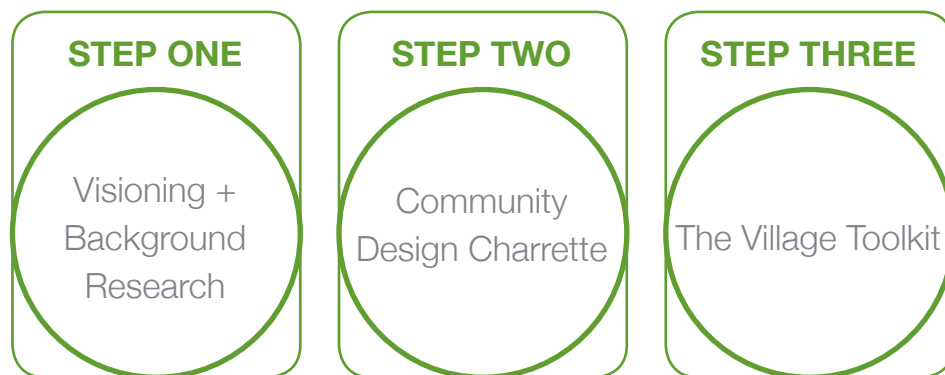 STEP ONE
Visioning +
Background
Research
STEP TWO
Community
Design Charrette
STEP THREE
The Village Toolkit